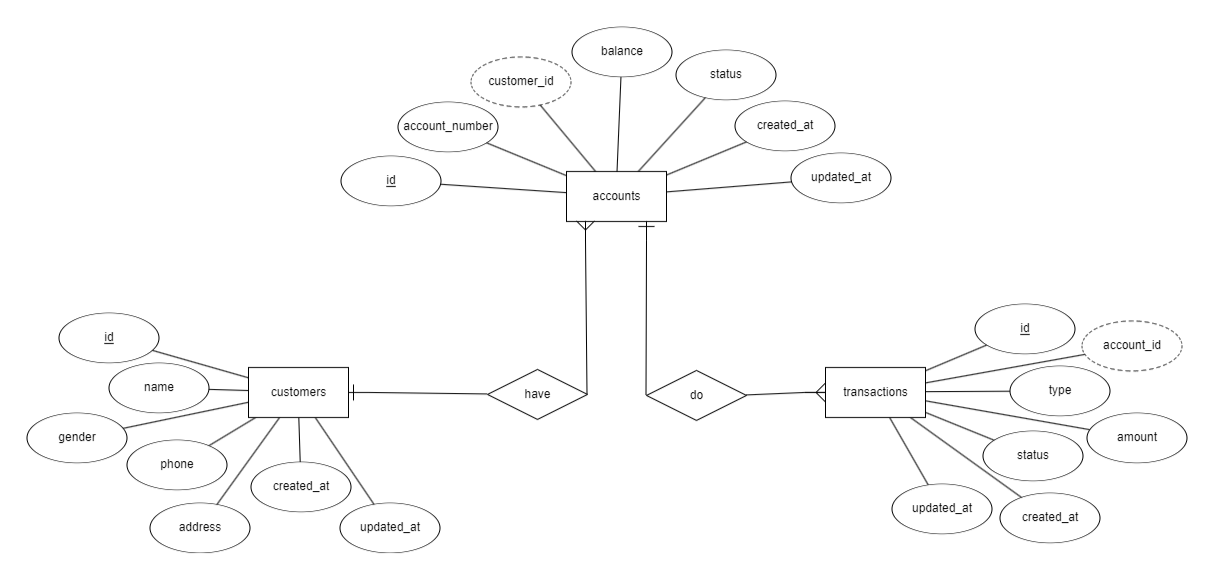 balance
status
customer_id
account_number
created_at
id
updated_at
accounts
id
name
gender
phone
address
created_at
updated_at
customers
have
do
transactions
id
account_id
type
amount
status
updated_at
created_at